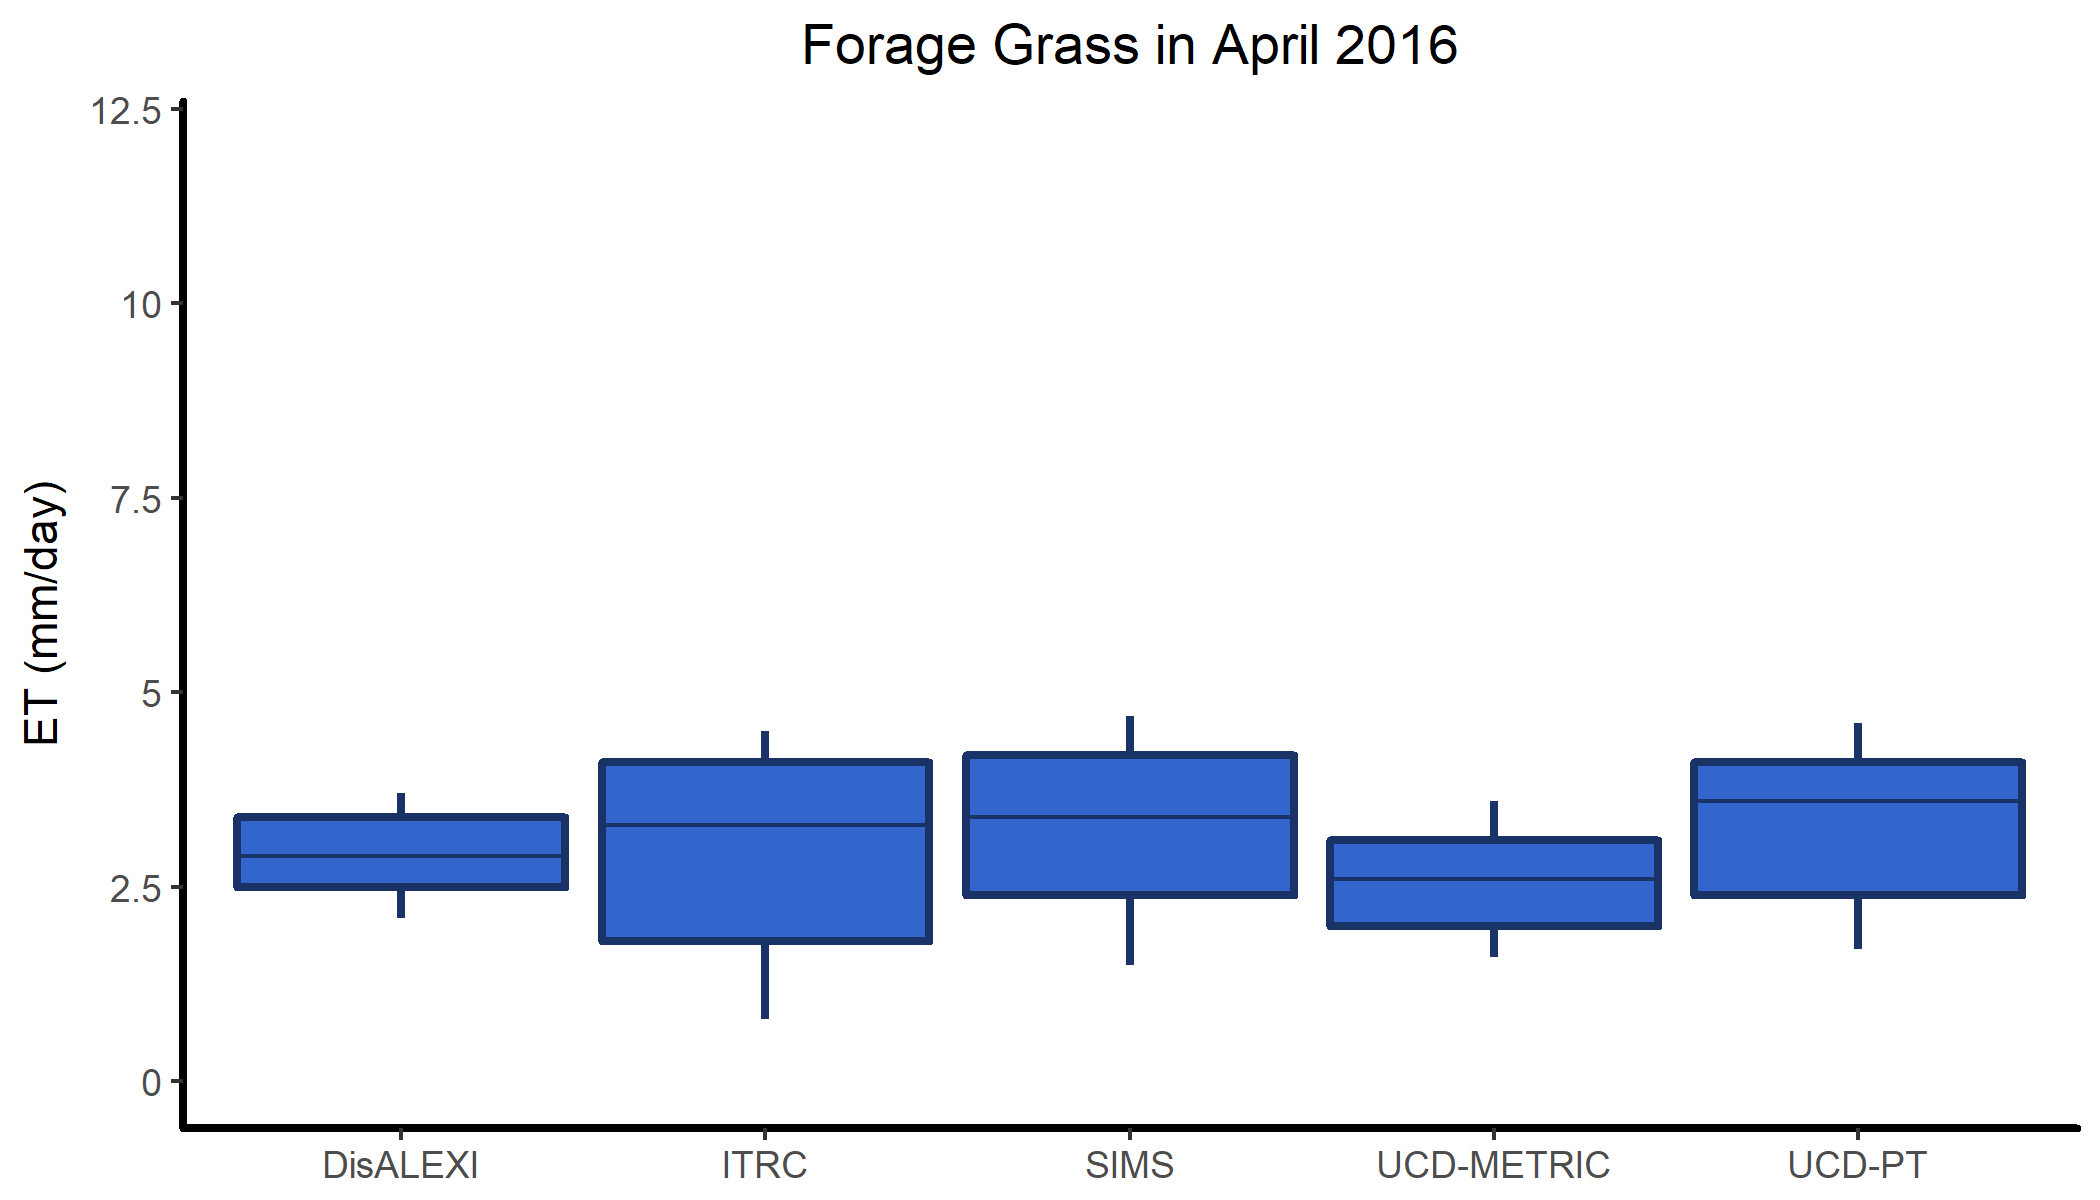 Forage Grass in April 2016
12.5
10
7.5
5
2.5
0
ET (mm/day)
DisALEXI
ITRC
SIMS
UCD-METRIC
UCD-PT